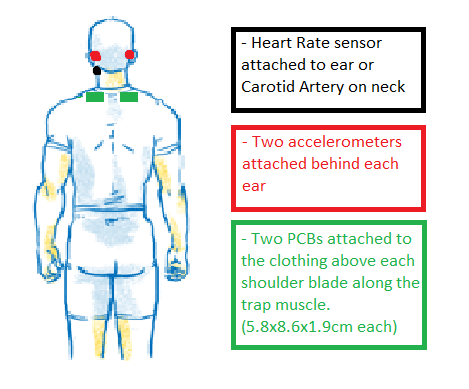 - Heart Rate sensor
attached to ear or
Carotid Artery on neck
- Two accelerometers
attached behind each
ear
- Two PCBs attached to
the clothing above each
shoulder blade along the
trap muscle.
(5.8x8.6x1.9cm each)